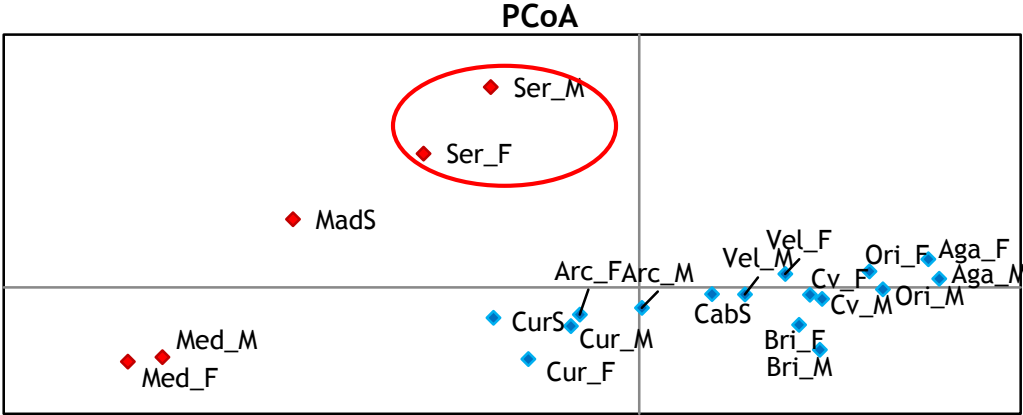 PCoA
Ser_M
Ser_F
MadS
Vel_F
Vel_M
Ori_F
Aga_F
Arc_F
Arc_M
Cv_F
Aga_M
Ori_M
Cv_M
CabS
CurS
Cur_M
Bri_F
Med_M
Bri_M
Cur_F
Med_F